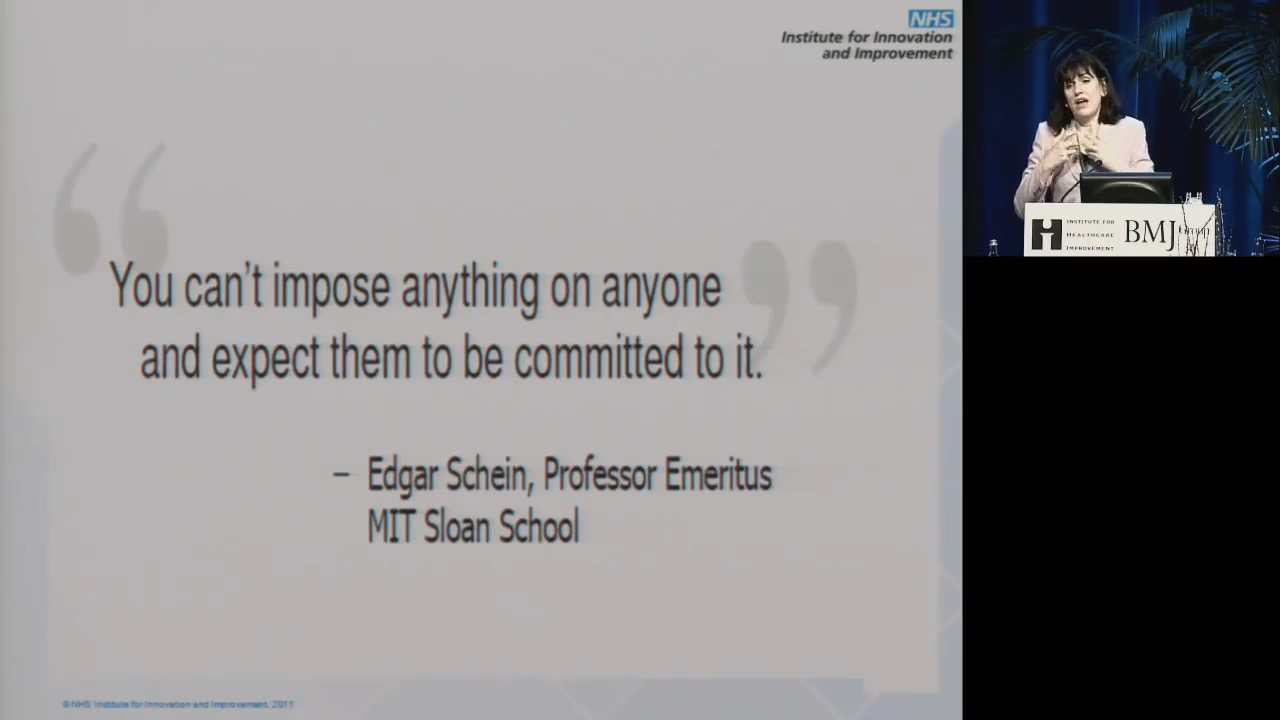 NHS
Institute for Innovation
and Improvement
“
You can't impose anything on anyone
and expect them to be committed to it.
”
– Edgar Schein, Professor Emeritus
MIT Sloan School
© NHS Institute for Innovation and Improvement, 2011
INSTITUTE FOR
HEALTHCARE
IMPROVEMENT
BMJ